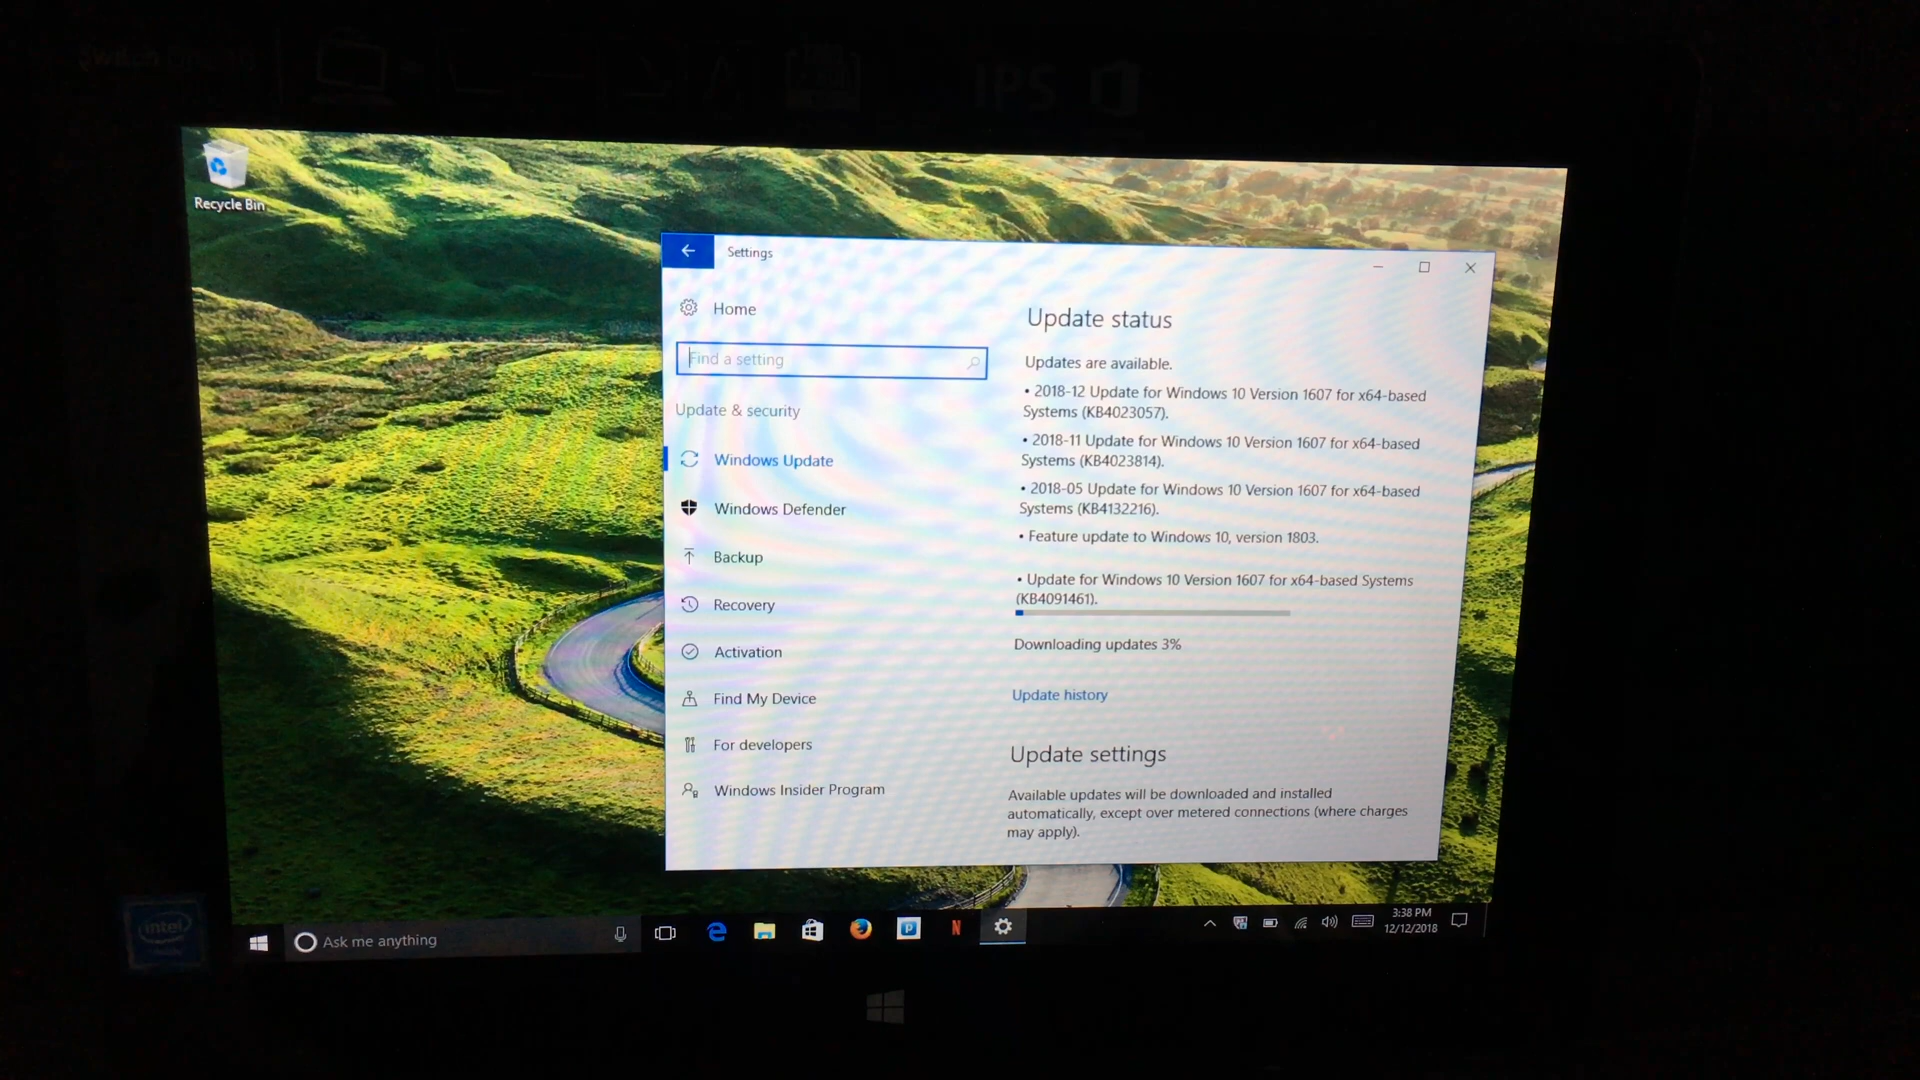 Switch
IPS
Recycle Bin
Settings
Home
Find a setting
Update & security
Windows Update
Windows Defender
Backup
Recovery
Activation
Find My Device
For developers
Windows Insider Program
Update status
Updates are available.
• 2018-12 Update for Windows 10 Version 1607 for x64-based
Systems (KB4023057).
• 2018-11 Update for Windows 10 Version 1607 for x64-based
Systems (KB4023814).
• 2018-05 Update for Windows 10 Version 1607 for x64-based
Systems (KB4132216).
• Feature update to Windows 10, version 1803.
• Update for Windows 10 Version 1607 for x64-based Systems
(KB4091461).
Downloading updates 3%
Update history
Update settings
Available updates will be downloaded and installed
automatically, except over metered connections (where charges
may apply).
intel
Ask me anything
P
N
3:38 PM
12/12/2018